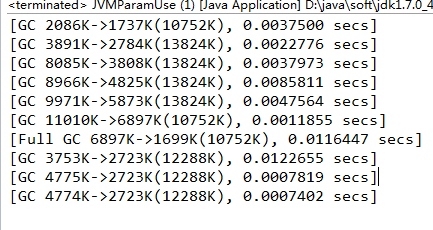 <terminated> JVMParamUse (1) [Java Application] D:\java\soft\jdk1.7.0_4
[GC 2086K->1737K(10752K), 0.0037500 secs]
[GC 3891K->2784K(13824K), 0.0022776 secs]
[GC 8085K->3808K(13824K), 0.0037973 secs]
[GC 8966K->4825K(13824K), 0.0085811 secs]
[GC 9971K->5873K(13824K), 0.0047564 secs]
[GC 11010K->6897K(10752K), 0.0011855 secs]
[Full GC 6897K->1699K(10752K), 0.0116447 secs]
[GC 3753K->2723K(12288K), 0.0122655 secs]
[GC 4775K->2723K(12288K), 0.0007819 secs]
[GC 4774K->2723K(12288K), 0.0007402 secs]